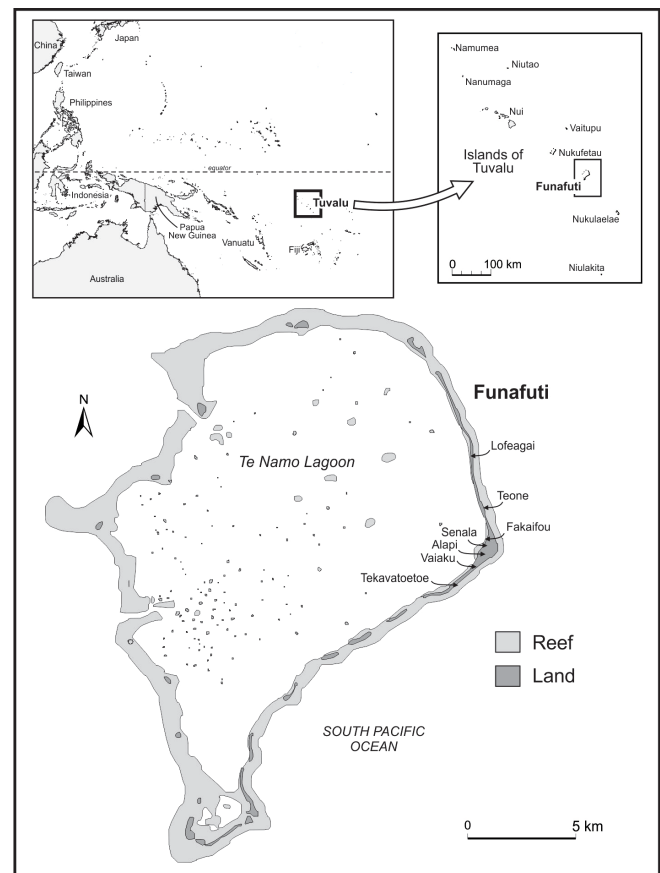 China
Japan
Taiwan
Philippines
equator
Indonesia
Tuvalu
Papua
New Guinea
Vanuatu
Fiji
Australia
Namumea
Niutao
Nanumaga
Nui
Vaitupu
Islands of
Tuvalu
Nukufetau
Funafuti
Nukulaelae
0 100 km
Niulakita
Funafuti
N
Te Namo Lagoon
Lofeagai
Teone
Fakaifou
Senala
Alapi
Vaiaku
Tekavatoetoe
Reef
Land
SOUTH PACIFIC
OCEAN
0 5 km